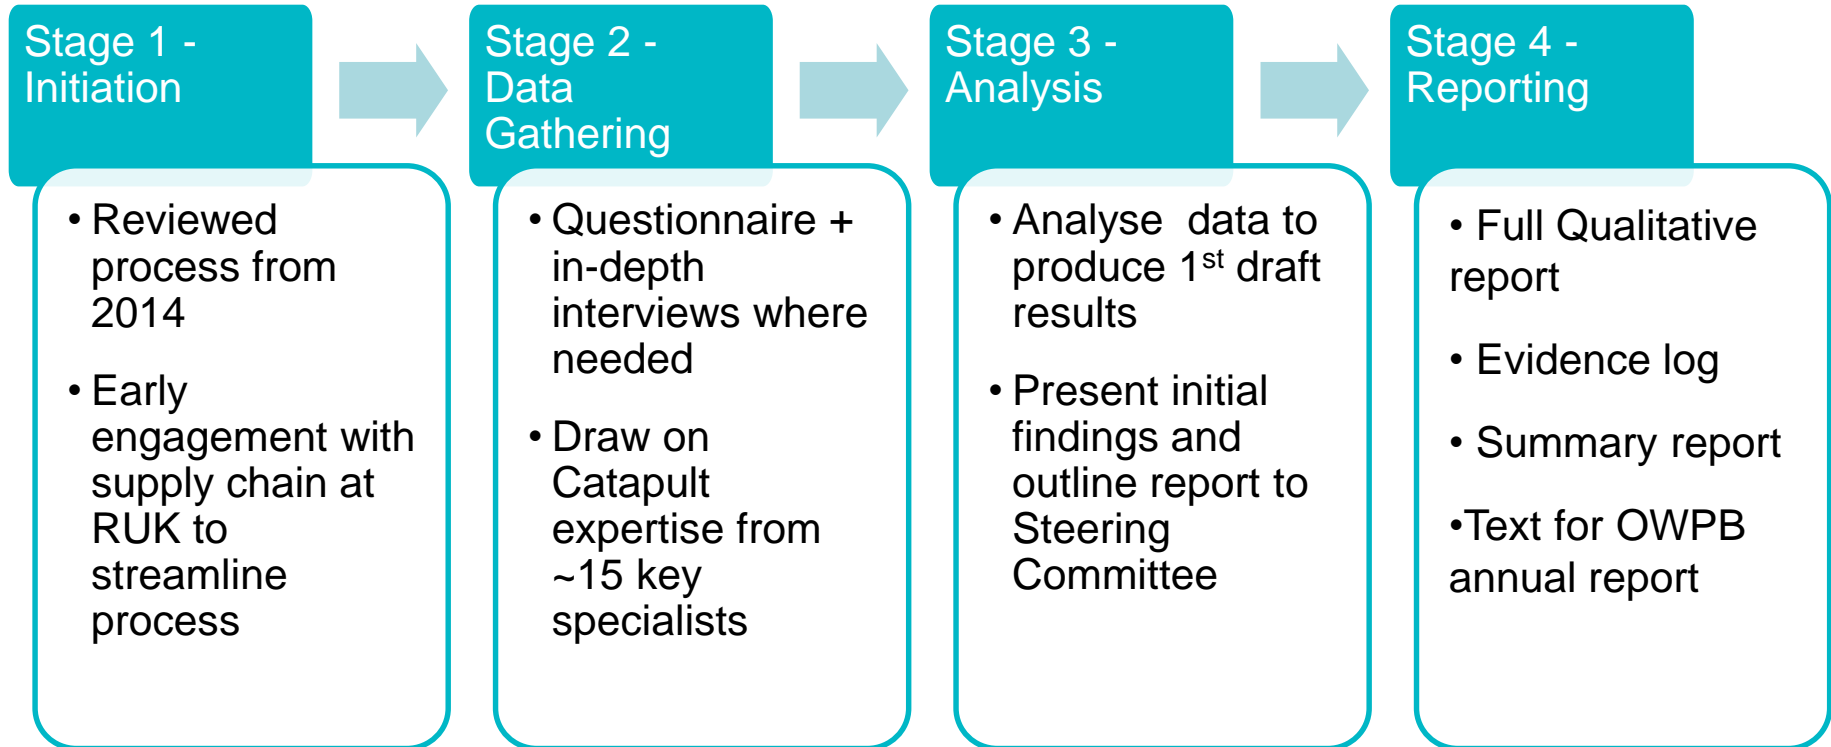 Stage 1 -
Initiation
• Reviewed
process from
2014
• Early
engagement with
supply chain at
RUK to
streamline
process
Stage 2 -
Data
Gathering
• Questionnaire +
in-depth
interviews where
needed
• Draw on
Catapult
expertise from
~15 key
specialists
Stage 3 -
Analysis
• Analyse  data to
produce 1st draft
results
• Present initial
findings and
outline report to
Steering
Committee
Stage 4 -
Reporting
• Full Qualitative
report
• Evidence log
• Summary report
•Text for OWPB
annual report